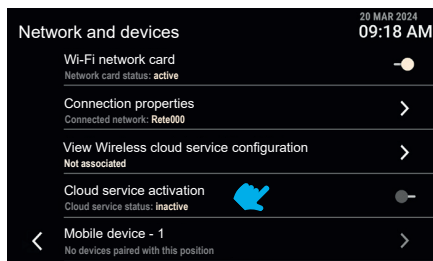 20 MAR 2024
Network and devices 09:18 AM
Wi-Fi network card
Network card status: active
Connection properties
Connected network: Rete000
View Wireless cloud service configuration
Not associated
Cloud service activation
Cloud service status: inactive
Mobile device - 1
No devices paired with this position